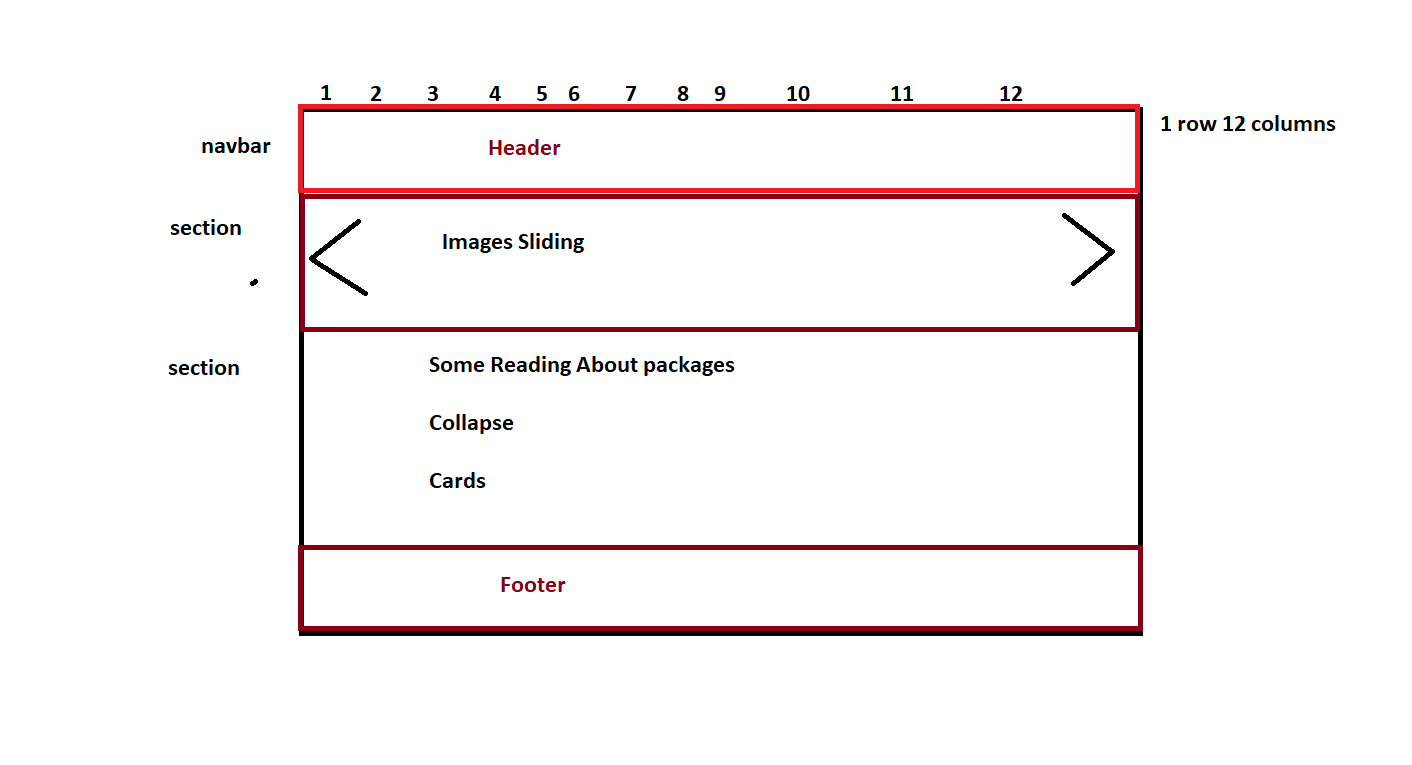 1 2 3 4 5 6 7 8 9 10 11 12
1 row 12 columns
navbar
Header
section
Images Sliding
section
Some Reading About packages
Collapse
Cards
Footer